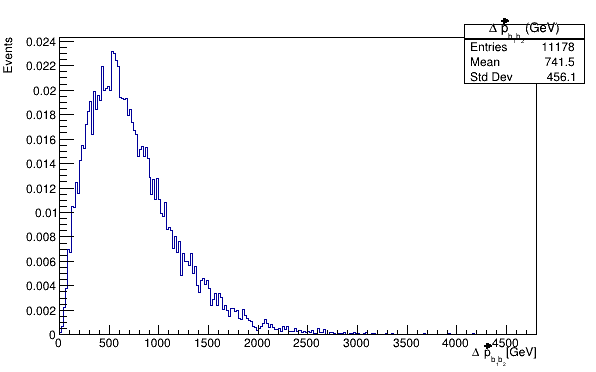 Δ p⃗ b₁b₂ (GeV)
Entries 11178
Mean 741.5
Std Dev 456.1
Events
0.024
0.022
0.02
0.018
0.016
0.014
0.012
0.01
0.008
0.006
0.004
0.002
0
0 500 1000 1500 2000 2500 3000 3500 4000 4500
Δ p⃗ b₁b₂ [GeV]